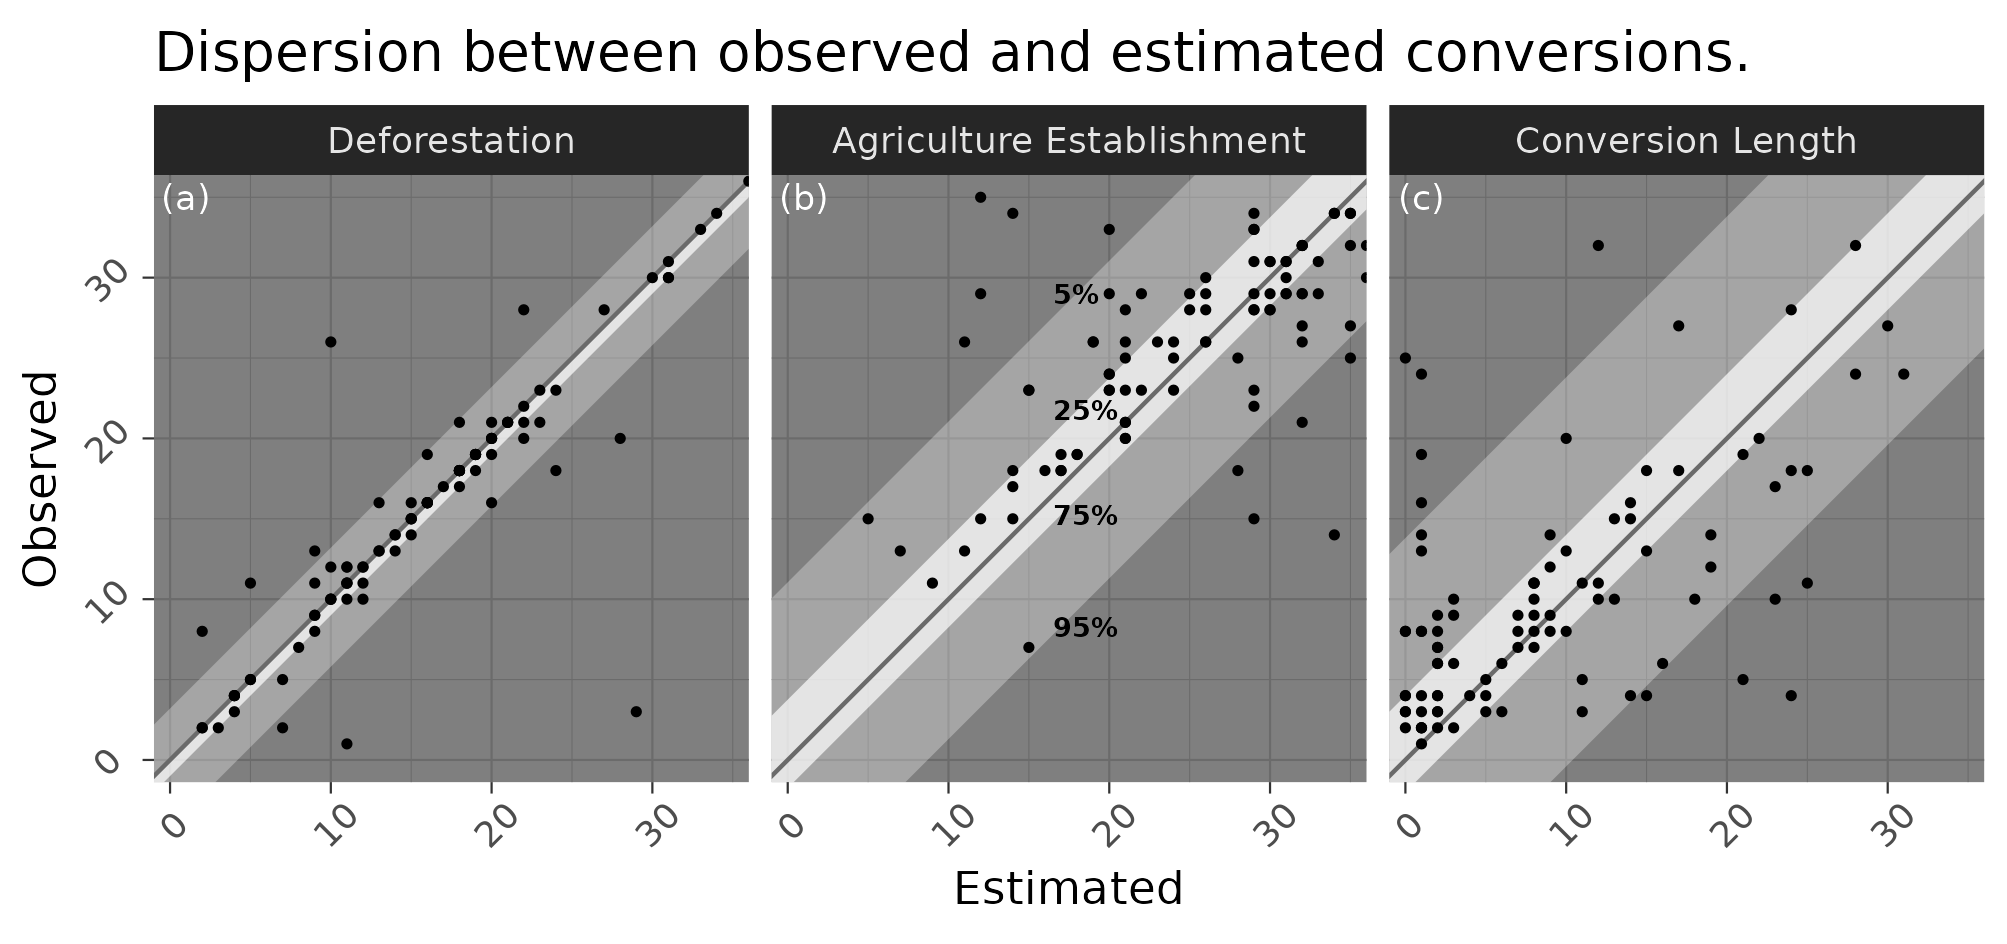 Dispersion between observed and estimated conversions.
Deforestation
Agriculture Establishment
Conversion Length
(a)
(b)
(c)
5%
25%
75%
95%
Observed
30
20
10
0
0
10
20
30
0
10
20
30
0
10
20
30
Estimated